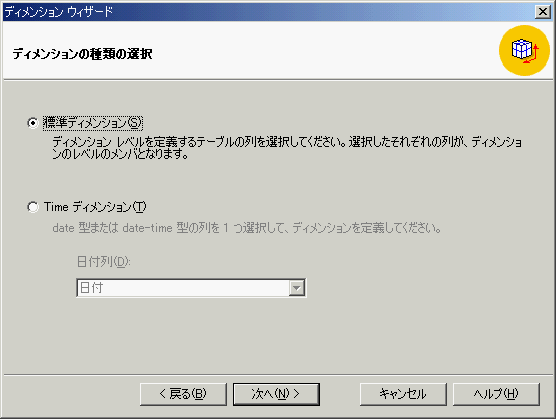 ディメンション ウィザード
ディメンションの種類の選択
標準ディメンション(S)
ディメンション レベルを定義するテーブルの列を選択してください。選択したそれぞれの列が、ディメンショ
ンのレベルのメンバとなります。
Time ディメンション(T)
date 型または date-time 型の列を 1 つ選択して、ディメンションを定義してください。
日付列(D):
日付
< 戻る(B)
次へ(N) >
キャンセル
ヘルプ(H)